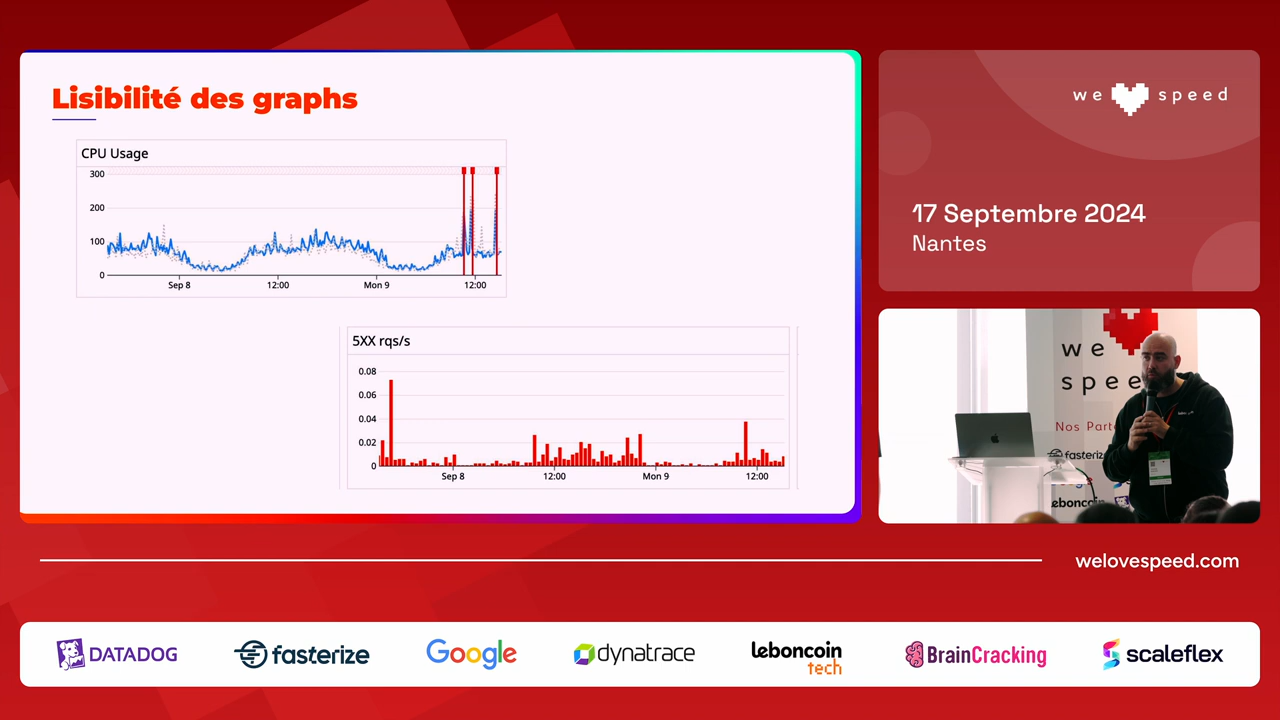 Lisibilité des graphs
CPU Usage
300
200
100
0
Sep 8
12:00
Mon 9
12:00
5XX rqs/s
0.08
0.06
0.04
0.02
0
Sep 8
12:00
Mon 9
12:00
we speed
17 Septembre 2024
Nantes
we
spee
Nos Parte
fasteriz
leboncoin
welovespeed.com
DATADOG
fasterize
Google
dynatrace
leboncoin
tech
BrainCracking
scaleflex